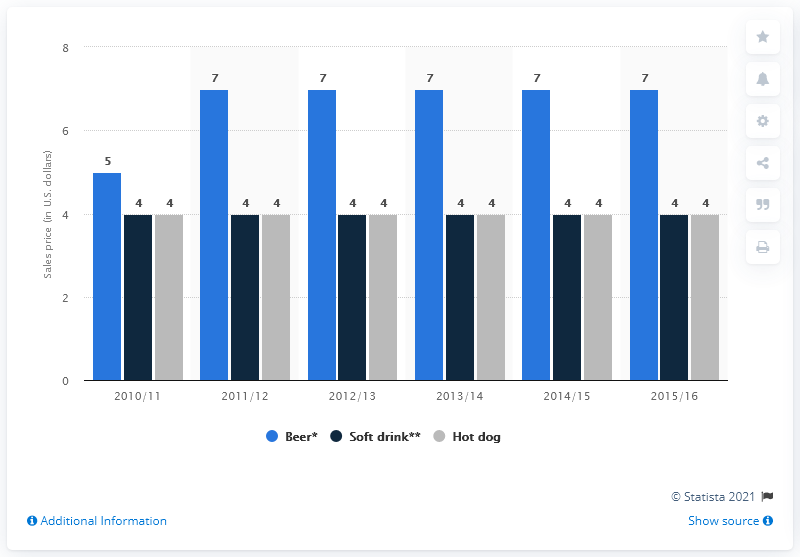 8
7 7 7 7 7
6
5
4 4 4 4 4 4 4 4 4 4 4 4
4
2
0
Sales price (in U.S. dollars)
2010/11 2011/12 2012/13 2013/14 2014/15 2015/16
Beer* Soft drink** Hot dog
© Statista 2021
Additional Information Show source